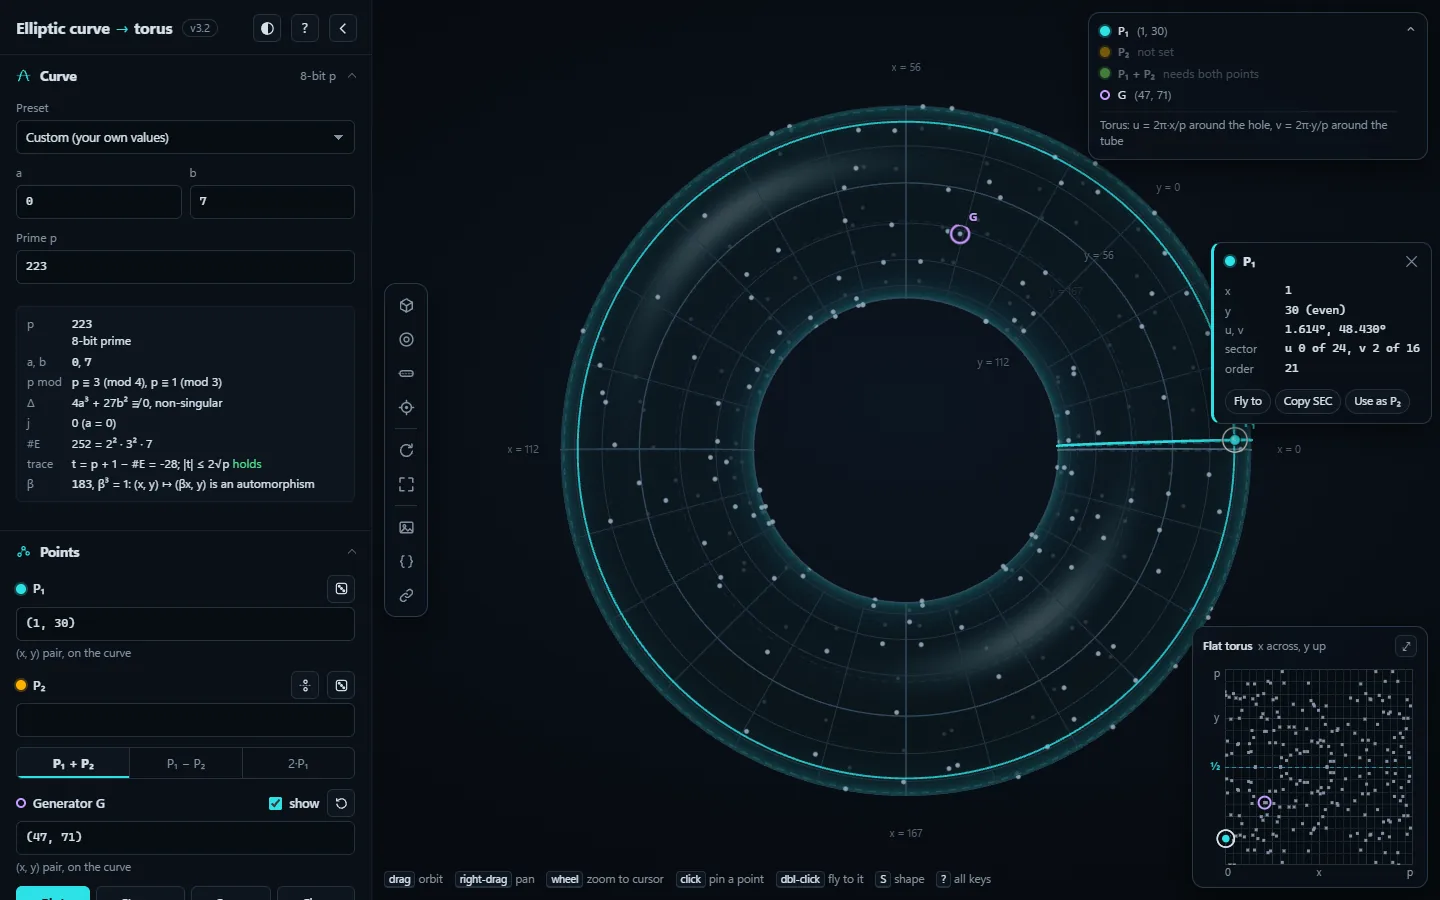 Elliptic curve → torus v3.2 ?
Curve 8-bit p
Preset
Custom (your own values)
a b
0 7
Prime p
223
p 223
8-bit prime
a, b 0, 7
p mod p ≡ 3 (mod 4), p ≡ 1 (mod 3)
Δ 4a³ + 27b² ≢ 0, non-singular
j 0 (a = 0)
#E 252 = 2² · 3² · 7
trace t = p + 1 − #E = -28; |t| ≤ 2√p holds
β 183, β³ = 1: (x, y) ↦ (βx, y) is an automorphism
Points
P₁
(1, 30)
(x, y) pair, on the curve
P₂
P₁ + P₂ P₁ − P₂ 2·P₁
Generator G show
(47, 71)
(x, y) pair, on the curve
x = 56
y = 0
G
y = 56
y = 167
y = 112
x = 112
x = 0
x = 167
P₁ (1, 30)
P₂ not set
P₁ + P₂ needs both points
G (47, 71)
Torus: u = 2π·x/p around the hole, v = 2π·y/p around the
tube
P₁
x 1
y 30 (even)
u, v 1.614°, 48.430°
sector u 0 of 24, v 2 of 16
order 21
Fly to Copy SEC Use as P₂
Flat torus x across, y up
p
y
½
0 x p
drag orbit right-drag pan wheel zoom to cursor click pin a point dbl-click fly to it S shape ? all keys